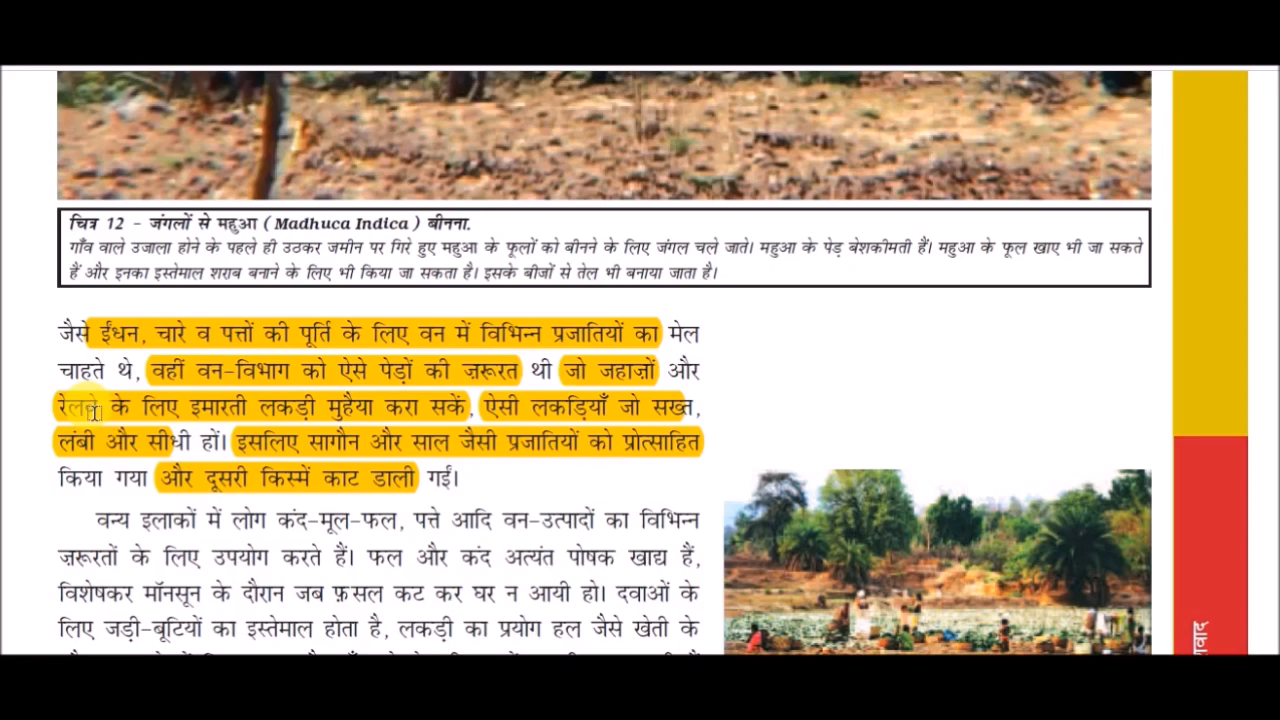 चित्र 12 – जंगलों से महुआ ( Madhuca Indica ) बीनना.
गाँव वाले उजाला होने के पहले ही उठकर जमीन पर गिरे हुए महुआ के फूलों को बीनने के लिए जंगल चले जाते। महुआ के पेड़ बेशकीमती हैं। महुआ के फूल खाए भी जा सकते
हैं और इनका इस्तेमाल शराब बनाने के लिए भी किया जा सकता है। इसके बीजों से तेल भी बनाया जाता है।
जैसे ईंधन, चारे व पत्तों की पूर्ति के लिए वन में विभिन्न प्रजातियों का मेल
चाहते थे, वहीं वन-विभाग को ऐसे पेड़ों की ज़रूरत थी जो जहाज़ों और
रेलवे के लिए इमारती लकड़ी मुहैया करा सकें, ऐसी लकड़ियाँ जो सख्त,
लंबी और सीधी हों। इसलिए सागौन और साल जैसी प्रजातियों को प्रोत्साहित
किया गया और दूसरी किस्में काट डाली गईं।
वन्य इलाकों में लोग कंद-मूल-फल, पत्ते आदि वन-उत्पादों का विभिन्न
ज़रूरतों के लिए उपयोग करते हैं। फल और कंद अत्यंत पोषक खाद्य हैं,
विशेषकर मॉनसून के दौरान जब फ़सल कट कर घर न आयी हो। दवाओं के
लिए जड़ी-बूटियों का इस्तेमाल होता है, लकड़ी का प्रयोग हल जैसे खेती के